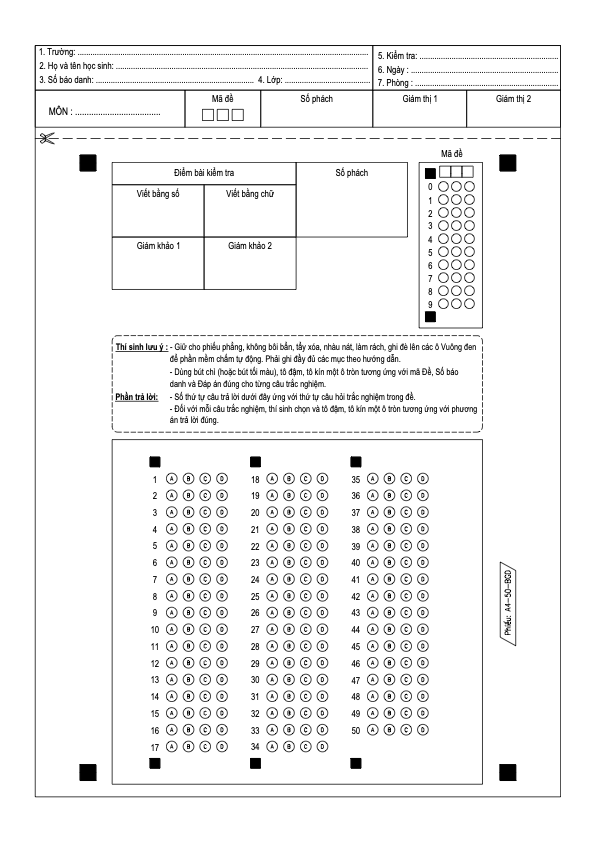 1. Trường: ........................................................................................................
2. Họ và tên học sinh: ..........................................................................................
3. Số báo danh: ......................................................... 4. Lớp: ...............................
5. Kiểm tra: ..................................................
6. Ngày : .....................................................
7. Phòng : ...................................................
MÔN : ..................................
Mã đề
Số phách
Giám thị 1
Giám thị 2
Mã đề
Điểm bài kiểm tra
Số phách
Viết bằng số
Viết bằng chữ
Giám khảo 1
Giám khảo 2
0
1
2
3
4
5
6
7
8
9
Thí sinh lưu ý : - Giữ cho phiếu phẳng, không bôi bẩn, tẩy xóa, nhàu nát, làm rách, ghi đè lên các ô Vuông đen
để phần mềm chấm tự động. Phải ghi đầy đủ các mục theo hướng dẫn.
- Dùng bút chì (hoặc bút tối màu), tô đậm, tô kín một ô tròn tương ứng với mã Đề, Số báo
danh và Đáp án đúng cho từng câu trắc nghiệm.
Phần trả lời: - Số thứ tự câu trả lời dưới đây ứng với thứ tự câu hỏi trắc nghiệm trong đề.
- Đối với mỗi câu trắc nghiệm, thí sinh chọn và tô đậm, tô kín một ô tròn tương ứng với phương
án trả lời đúng.
1 A B C D 18 A B C D 35 A B C D
2 A B C D 19 A B C D 36 A B C D
3 A B C D 20 A B C D 37 A B C D
4 A B C D 21 A B C D 38 A B C D
5 A B C D 22 A B C D 39 A B C D
6 A B C D 23 A B C D 40 A B C D
7 A B C D 24 A B C D 41 A B C D
8 A B C D 25 A B C D 42 A B C D
9 A B C D 26 A B C D 43 A B C D
10 A B C D 27 A B C D 44 A B C D
11 A B C D 28 A B C D 45 A B C D
12 A B C D 29 A B C D 46 A B C D
13 A B C D 30 A B C D 47 A B C D
14 A B C D 31 A B C D 48 A B C D
15 A B C D 32 A B C D 49 A B C D
16 A B C D 33 A B C D 50 A B C D
17 A B C D 34 A B C D
Phiếu: A4-50-BGD